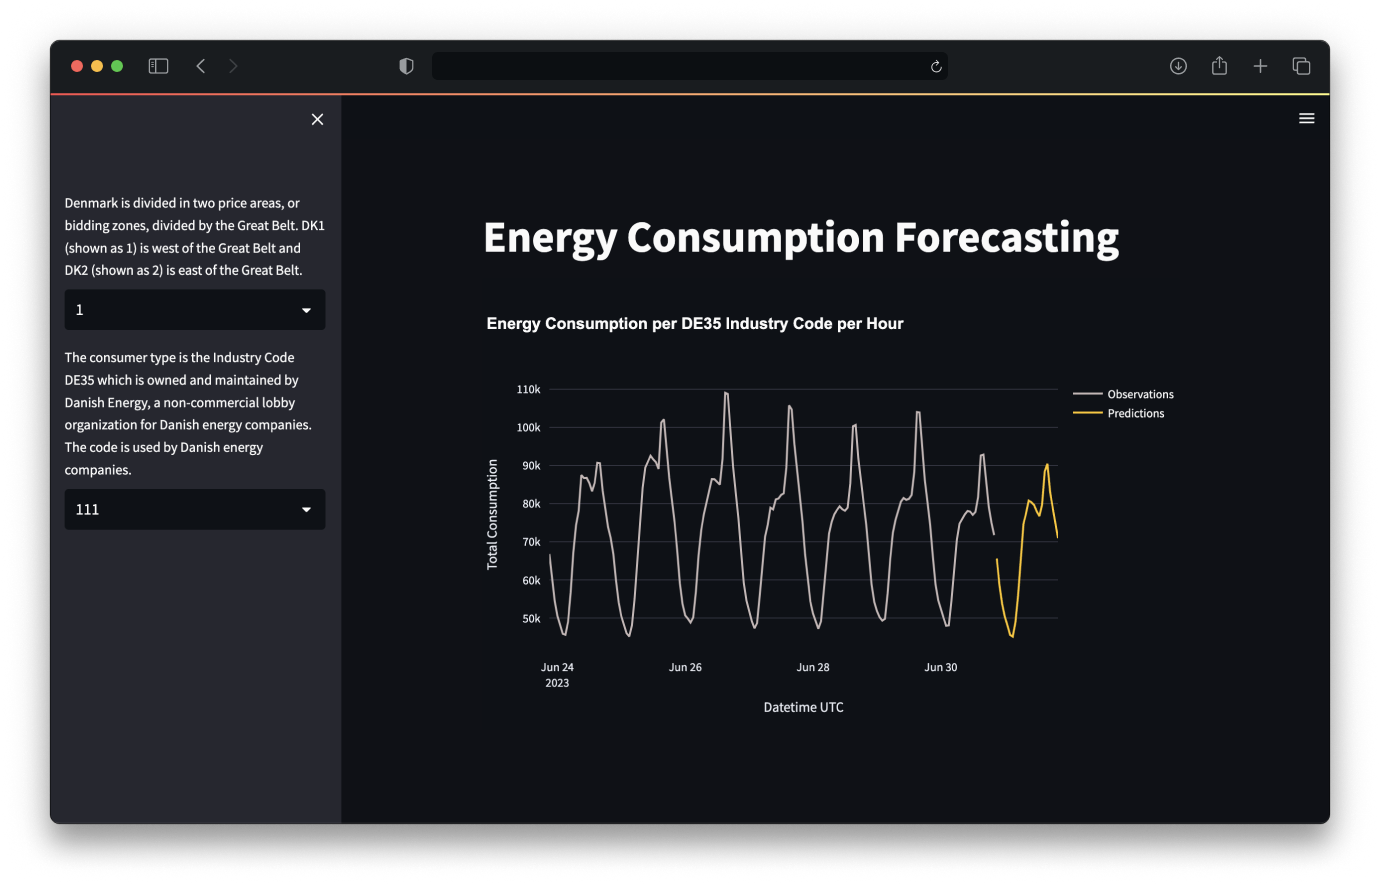 Denmark is divided in two price areas, or
bidding zones, divided by the Great Belt. DK1
(shown as 1) is west of the Great Belt and
DK2 (shown as 2) is east of the Great Belt.
1
The consumer type is the Industry Code
DE35 which is owned and maintained by
Danish Energy, a non-commercial lobby
organization for Danish energy companies.
The code is used by Danish energy
companies.
111
Energy Consumption Forecasting
Energy Consumption per DE35 Industry Code per Hour
110k
100k
90k
80k
70k
60k
50k
Total Consumption
Jun 24
2023
Jun 26
Jun 28
Jun 30
Datetime UTC
Observations
Predictions